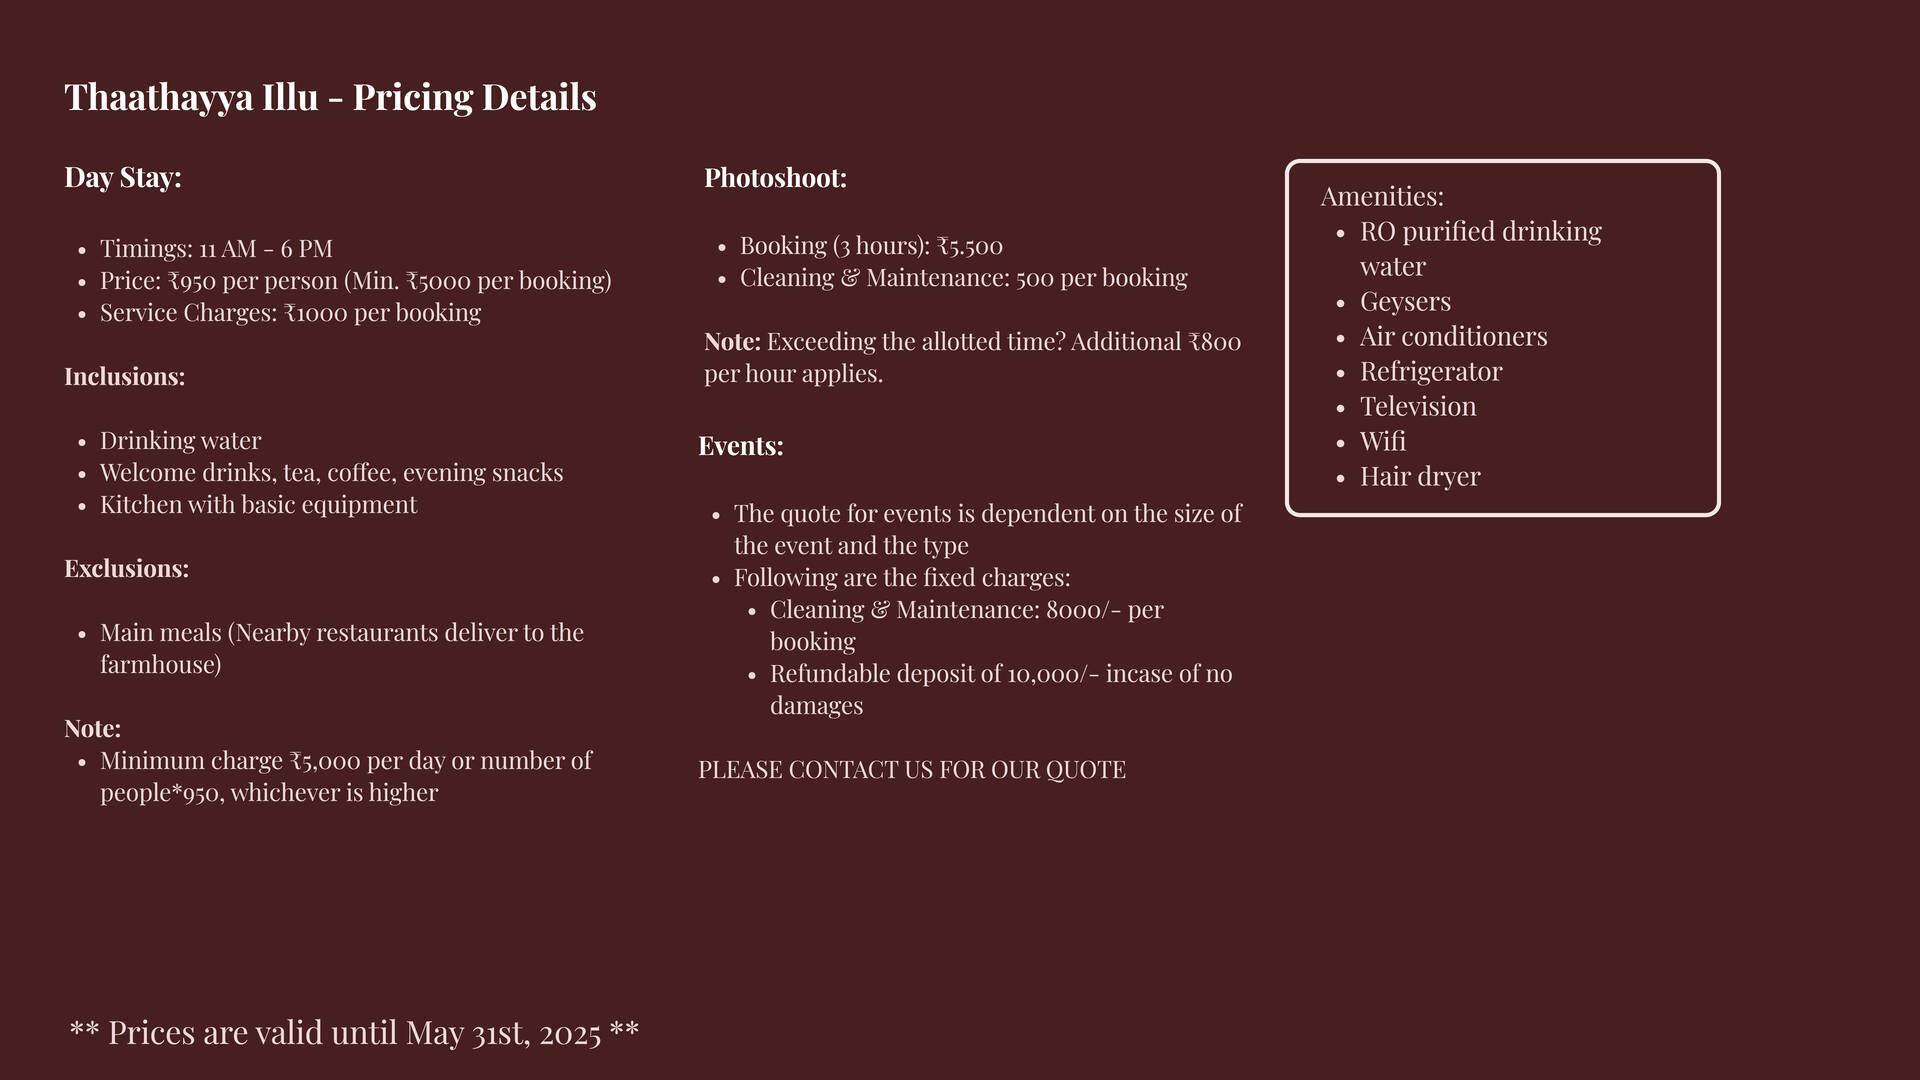 Thaathayya Illu - Pricing Details
Day Stay:
• Timings: 11 AM - 6 PM
• Price: ₹950 per person (Min. ₹5000 per booking)
• Service Charges: ₹1000 per booking
Inclusions:
• Drinking water
• Welcome drinks, tea, coffee, evening snacks
• Kitchen with basic equipment
Exclusions:
• Main meals (Nearby restaurants deliver to the
farmhouse)
Note:
• Minimum charge ₹5,000 per day or number of
people*950, whichever is higher
Photoshoot:
• Booking (3 hours): ₹5.500
• Cleaning & Maintenance: 500 per booking
Note: Exceeding the allotted time? Additional ₹800
per hour applies.
Events:
• The quote for events is dependent on the size of
the event and the type
• Following are the fixed charges:
• Cleaning & Maintenance: 8000/- per
booking
• Refundable deposit of 10,000/- incase of no
damages
PLEASE CONTACT US FOR OUR QUOTE
Amenities:
• RO purified drinking
water
• Geysers
• Air conditioners
• Refrigerator
• Television
• Wifi
• Hair dryer
** Prices are valid until May 31st, 2025 **